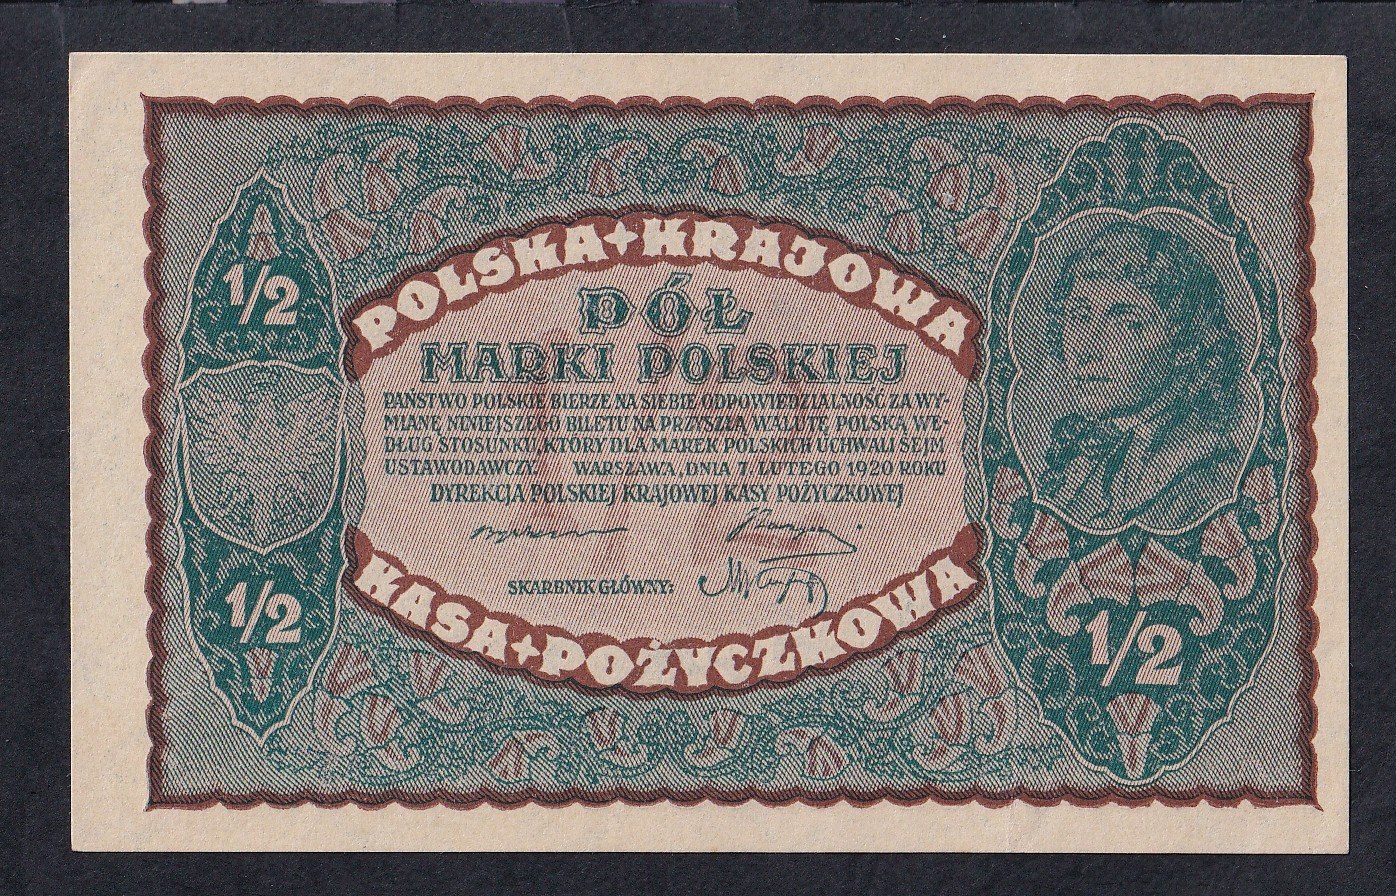 POLSKA + KRAJOWA
PÓŁ
MARKI POLSKIEJ
PAŃSTWO POLSKIE BIERZE NA SIEBIE ODPOWIEDZIALNOŚĆ ZA WY-
MIANĘ NINIEJSZEGO BILETU NA PRZYSZŁĄ WALUTĘ POLSKĄ WE-
DŁUG STOSUNKU, KTÓRY DLA MAREK POLSKICH UCHWALI SEJM
USTAWODAWCZY. WARSZAWA, DNIA 7. LUTEGO 1920 ROKU
DYREKCJA POLSKIEJ KRAJOWEJ KASY POŻYCZKOWEJ
SKARBNIK GŁÓWNY:
KASA + POŻYCZKOWA
1/2
1/2
1/2